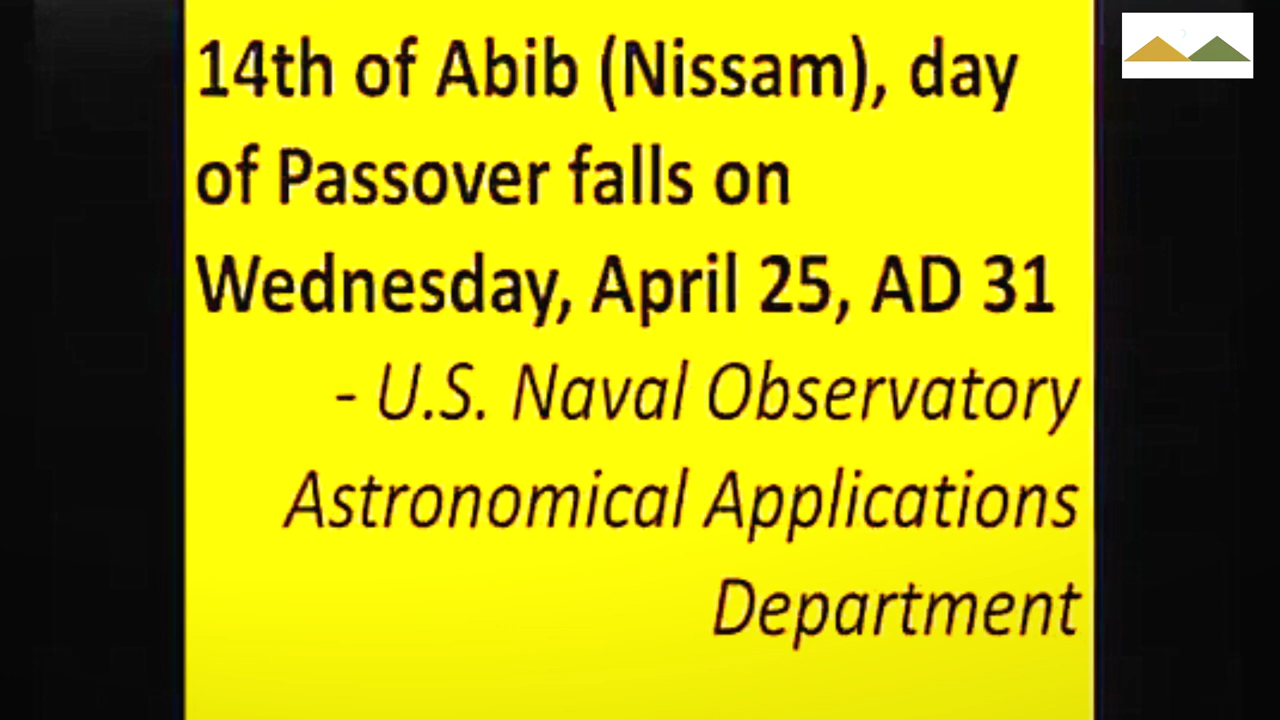 14th of Abib (Nissam), day
of Passover falls on
Wednesday, April 25, AD 31
- U.S. Naval Observatory
Astronomical Applications
Department